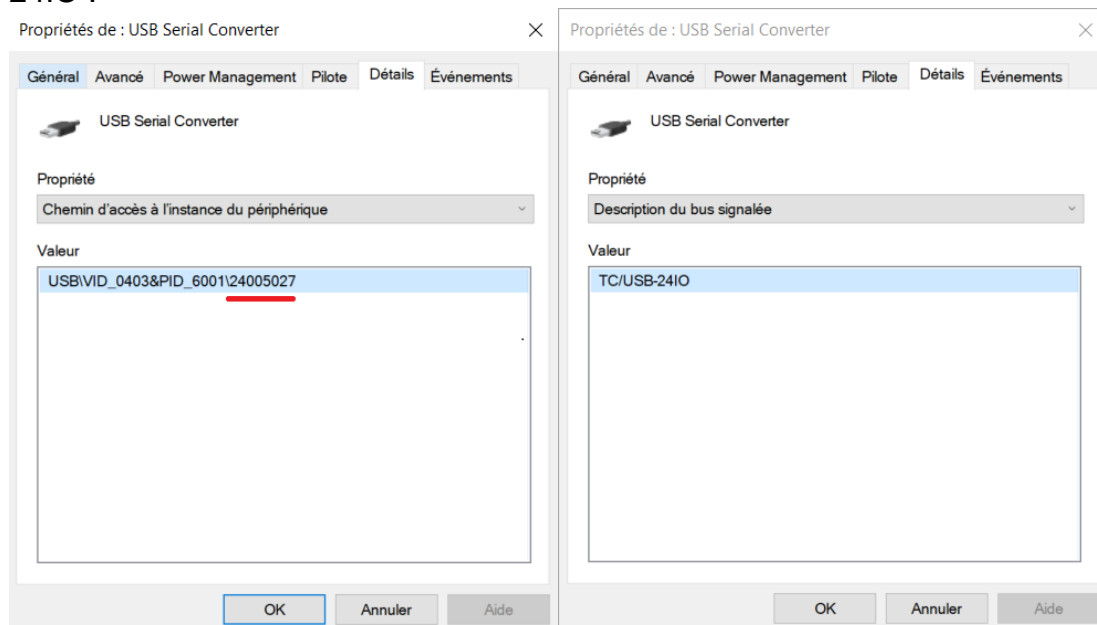 Propriétés de : USB Serial Converter
Général Avancé Power Management Pilote Détails Événements
USB Serial Converter
Propriété
Chemin d'accès à l'instance du périphérique
Valeur
USB\VID_0403&PID_6001\24005027
OK Annuler Aide
Propriétés de : USB Serial Converter
Général Avancé Power Management Pilote Détails Événements
USB Serial Converter
Propriété
Description du bus signalée
Valeur
TC/USB-24IO
OK Annuler Aide